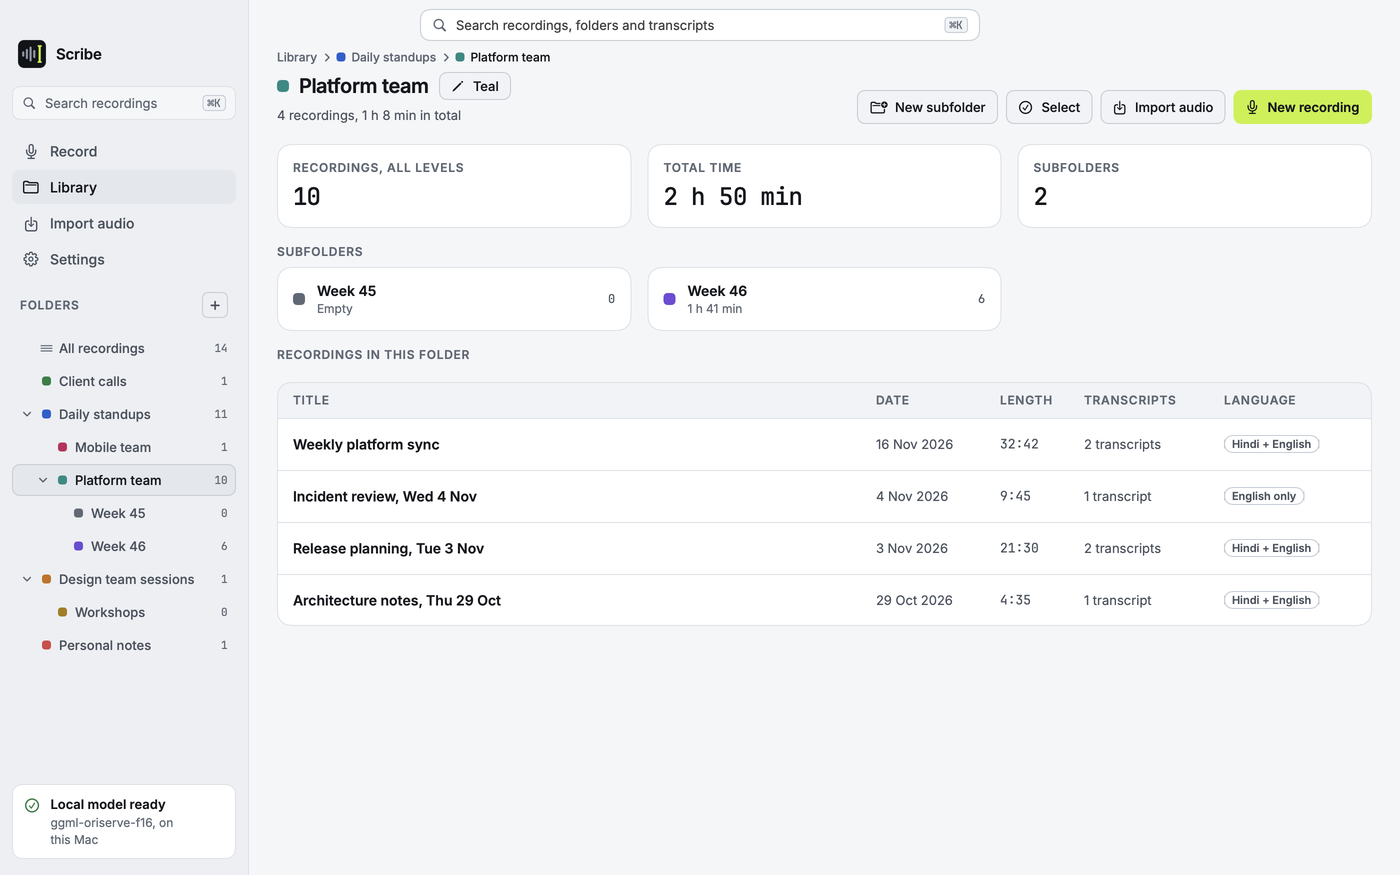 Search recordings, folders and transcripts ⌘K
Scribe
Search recordings ⌘K
Record
Library
Import audio
Settings
FOLDERS
All recordings 14
Client calls 1
Daily standups 11
Mobile team 1
Platform team 10
Week 45 0
Week 46 6
Design team sessions 1
Workshops 0
Personal notes 1
Local model ready
ggml-oriserve-f16, on
this Mac
Library > Daily standups > Platform team
Platform team Teal
4 recordings, 1 h 8 min in total
New subfolder Select Import audio New recording
RECORDINGS, ALL LEVELS
10
TOTAL TIME
2 h 50 min
SUBFOLDERS
2
SUBFOLDERS
Week 45
Empty
0
Week 46
1 h 41 min
6
RECORDINGS IN THIS FOLDER
TITLE DATE LENGTH TRANSCRIPTS LANGUAGE
Weekly platform sync 16 Nov 2026 32:42 2 transcripts Hindi + English
Incident review, Wed 4 Nov 4 Nov 2026 9:45 1 transcript English only
Release planning, Tue 3 Nov 3 Nov 2026 21:30 2 transcripts Hindi + English
Architecture notes, Thu 29 Oct 29 Oct 2026 4:35 1 transcript Hindi + English